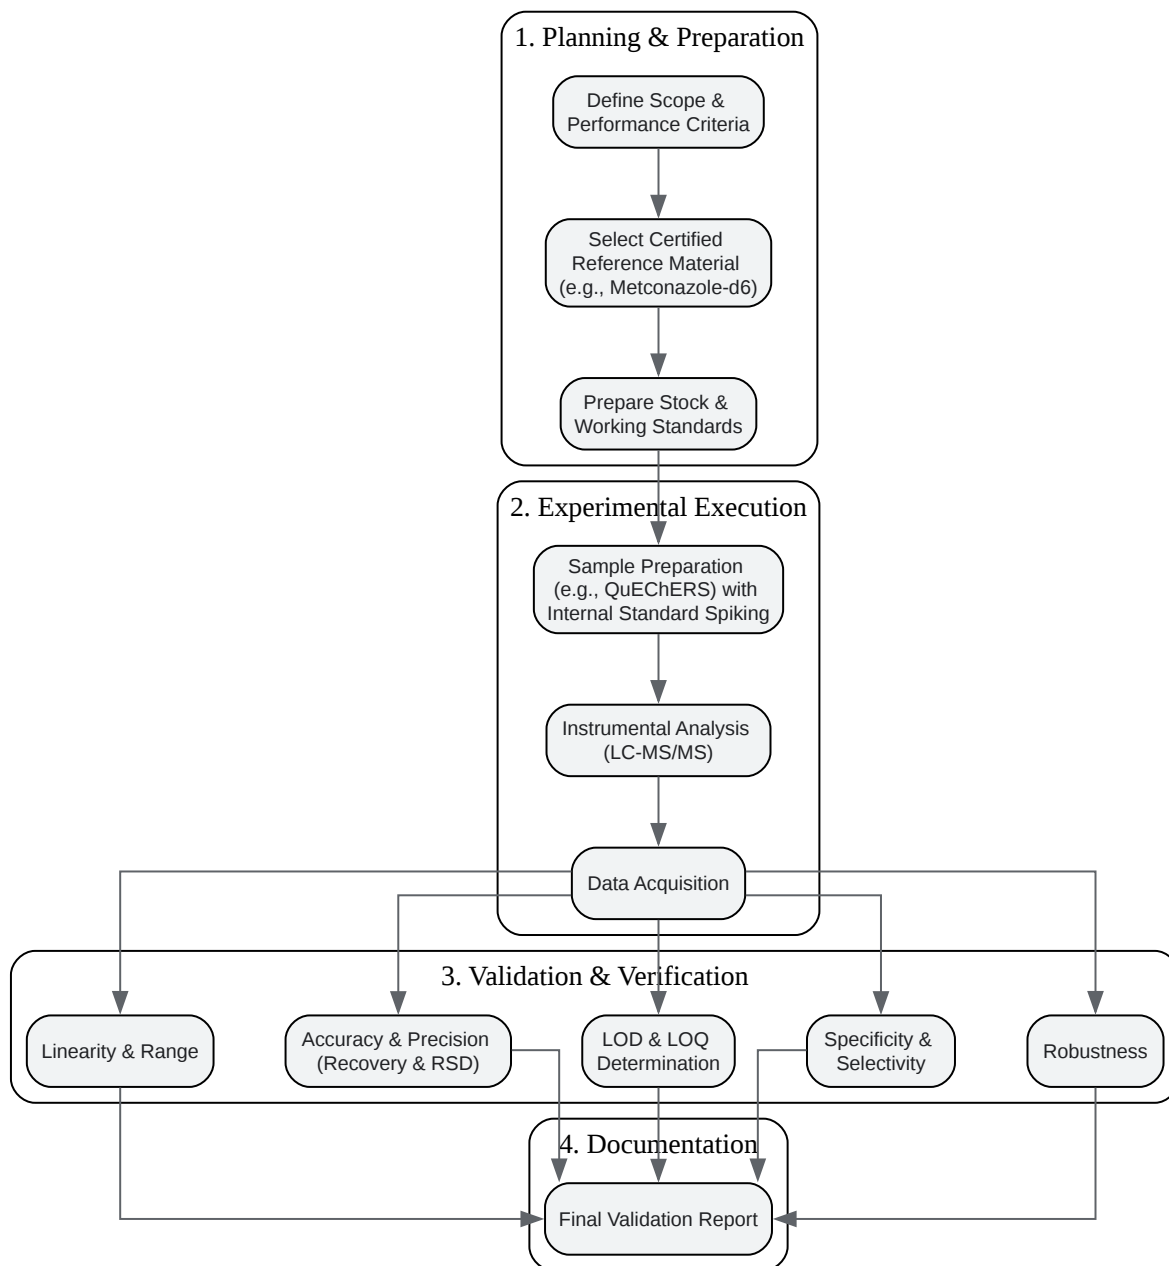 1. Planning & Preparation
Define Scope &
Performance Criteria
Select Certified
Reference Material
(e.g., Metconazole-d6)
Prepare Stock &
Working Standards
2. Experimental Execution
Sample Preparation
(e.g., QuEChERS) with
Internal Standard Spiking
Instrumental Analysis
(LC-MS/MS)
Data Acquisition
3. Validation & Verification
Linearity & Range
Accuracy & Precision
(Recovery & RSD)
LOD & LOQ
Determination
Specificity &
Selectivity
Robustness
4. Documentation
Final Validation Report